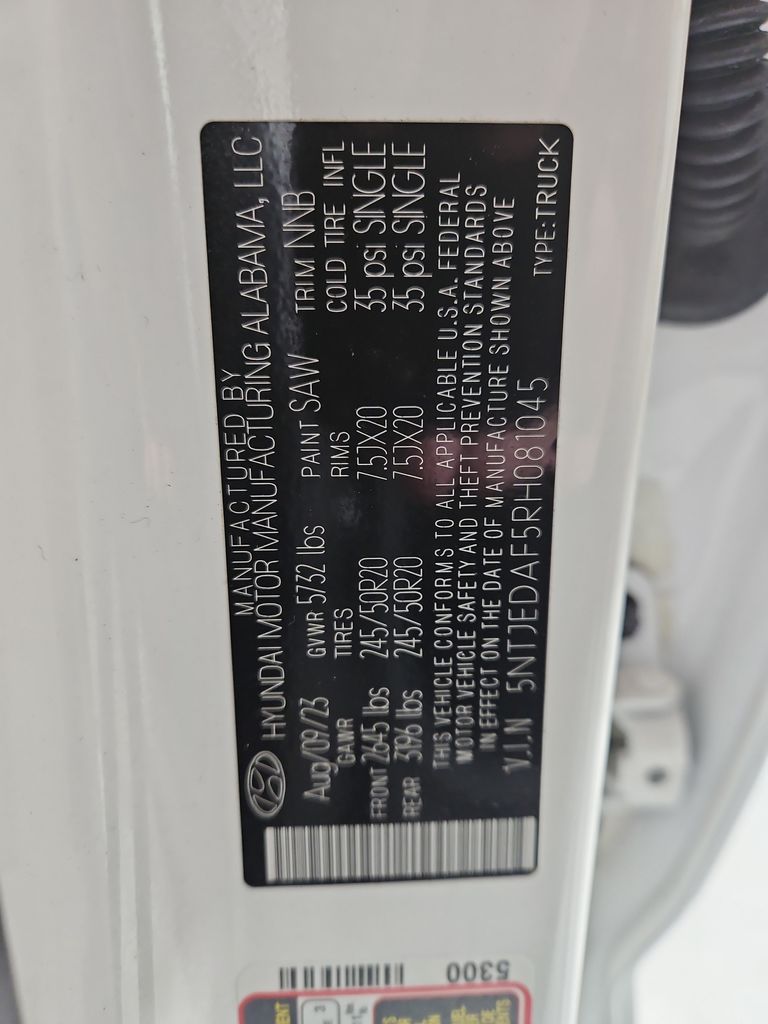 MANUFACTURED BY
HYUNDAI MOTOR MANUFACTURING ALABAMA, LLC
Aug/09/23 GVWR 5732 lbs PAINT SAW TRIM NNB
GAWR TIRES RIMS COLD TIRE INFL
FRONT 2645 lbs 245/50R20 7.5JX20 35 psi SINGLE
REAR 3196 lbs 245/50R20 7.5JX20 35 psi SINGLE
THIS VEHICLE CONFORMS TO ALL APPLICABLE U.S.A. FEDERAL
MOTOR VEHICLE SAFETY AND THEFT PREVENTION STANDARDS
IN EFFECT ON THE DATE OF MANUFACTURE SHOWN ABOVE
V.I.N 5NTJEDAF5RH081045 TYPE:TRUCK
5300